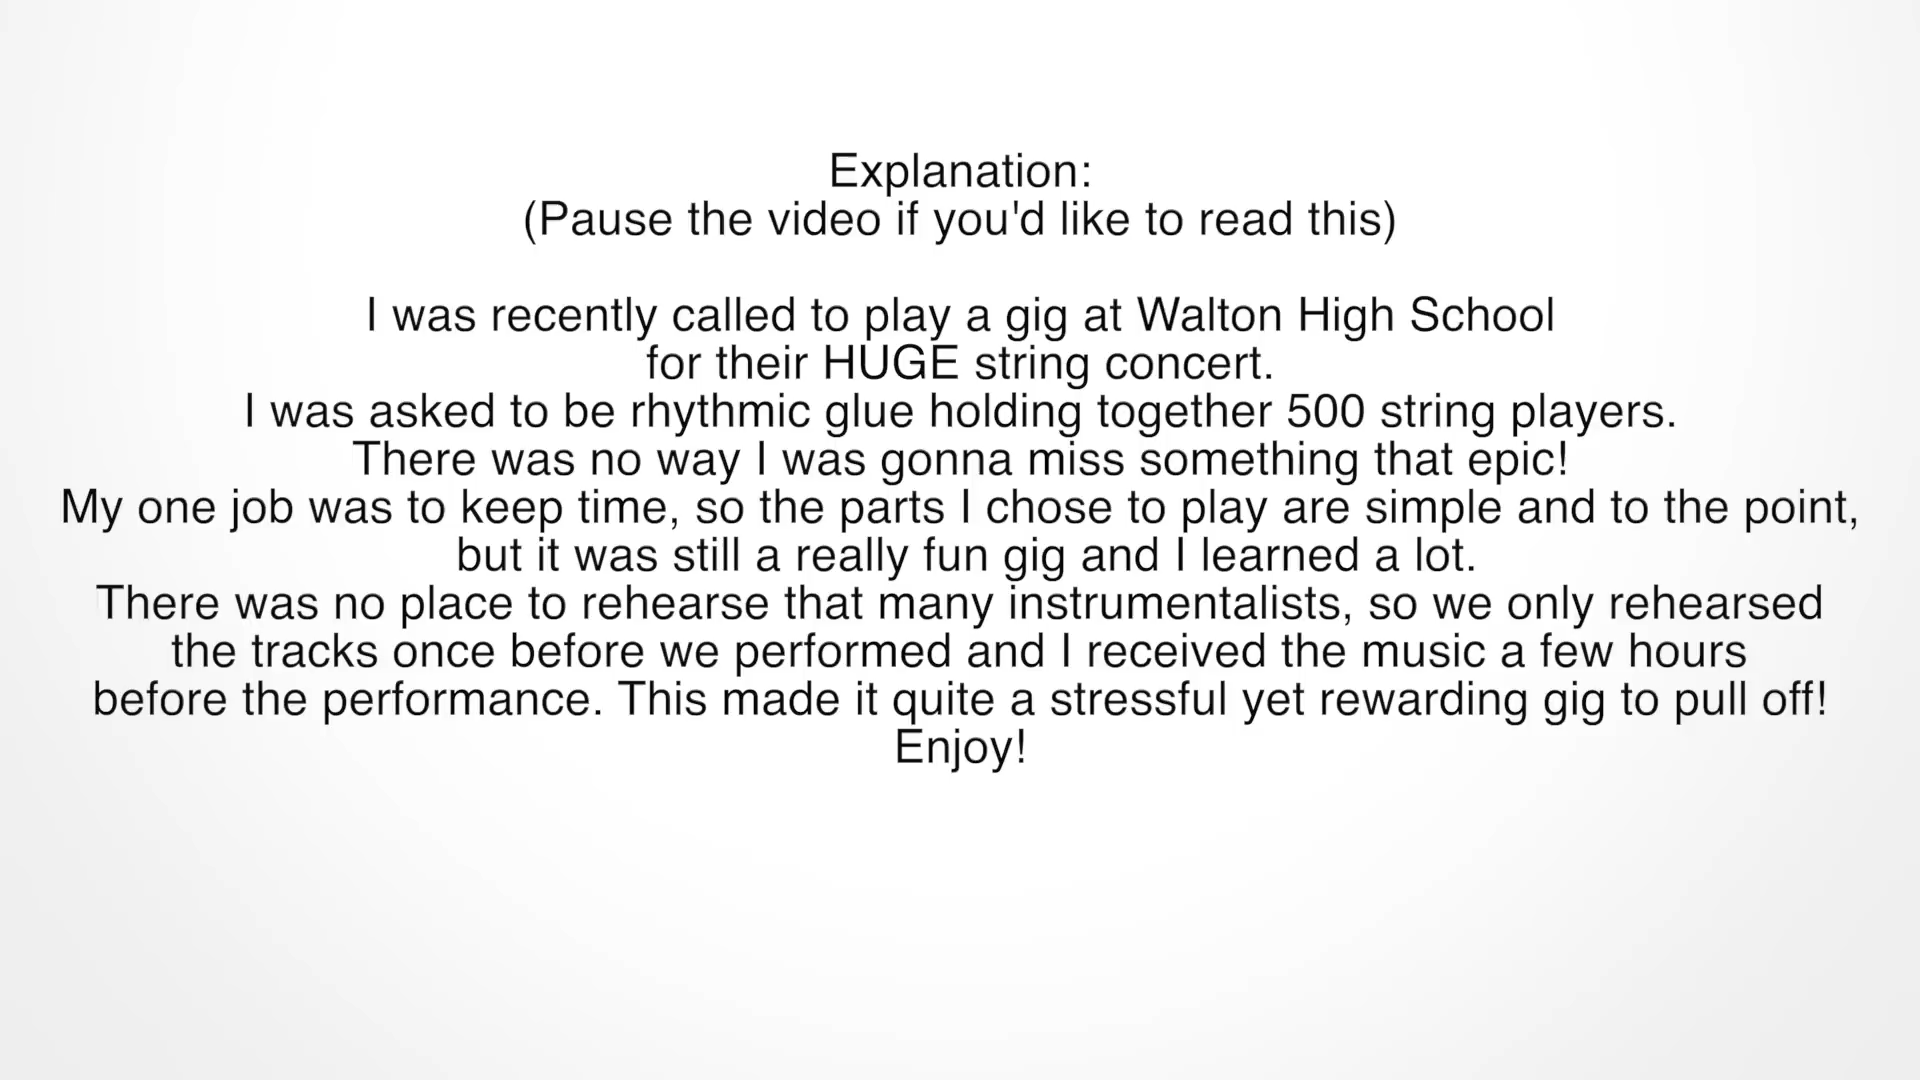 Explanation:
(Pause the video if you'd like to read this)
I was recently called to play a gig at Walton High School
for their HUGE string concert.
I was asked to be rhythmic glue holding together 500 string players.
There was no way I was gonna miss something that epic!
My one job was to keep time, so the parts I chose to play are simple and to the point,
but it was still a really fun gig and I learned a lot.
There was no place to rehearse that many instrumentalists, so we only rehearsed
the tracks once before we performed and I received the music a few hours
before the performance. This made it quite a stressful yet rewarding gig to pull off!
Enjoy!